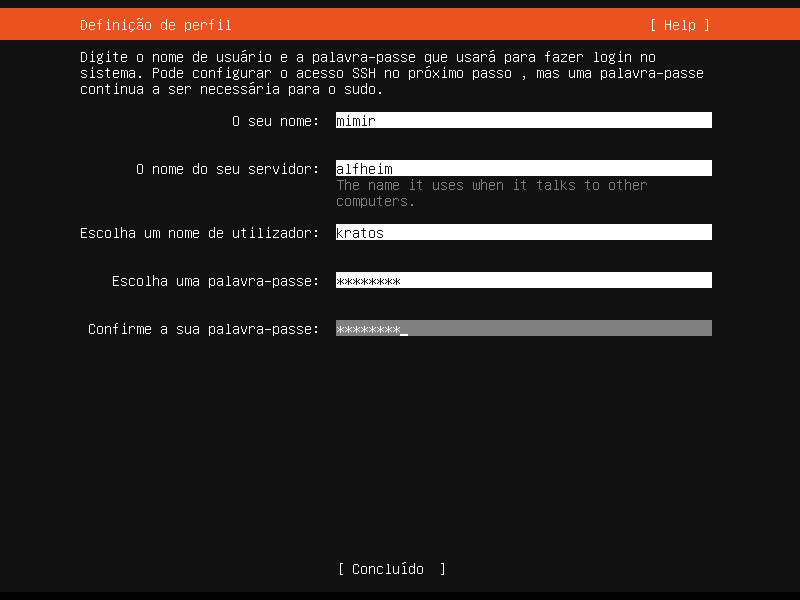 Definição de perfil [ Help ]
Digite o nome de usuário e a palavra-passe que usará para fazer login no
sistema. Pode configurar o acesso SSH no próximo passo , mas uma palavra-passe
continua a ser necessária para o sudo.
O seu nome: mimir
O nome do seu servidor: alfheim
The name it uses when it talks to other
computers.
Escolha um nome de utilizador: kratos
Escolha uma palavra-passe: ********
Confirme a sua palavra-passe: ********_
[ Concluído ]